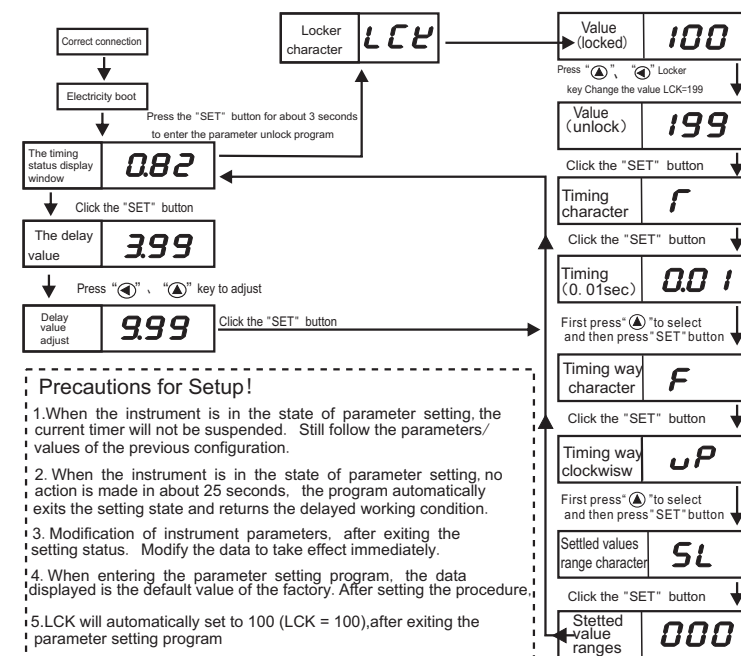 Correct connection
Electricity boot
Press the "SET" button for about 3 seconds
to enter the parameter unlock program
Locker
character
LCK
The timing
status display
window
0.82
Click the "SET" button
The delay
value
3.99
Press "◀" 、 "▲" key to adjust
Delay
value
adjust
9.99
Click the "SET" button
Value
(locked)
100
Press "▲"、 "◀" Locker
key Change the value LCK=199
Value
(unlock)
199
Click the "SET" button
Timing
character
T
Click the "SET" button
Timing
(0.01sec)
0.01
First press"▲"to select
and then press"SET"button
Timing way
character
F
Click the "SET" button
Timing way
clockwisw
uP
First press"▲"to select
and then press"SET"button
Settled values
range character
SL
Click the "SET" button
Stetted
value
ranges
000
Precautions for Setup!
1.When the instrument is in the state of parameter setting, the
current timer will not be suspended. Still follow the parameters/
values of the previous configuration.
2. When the instrument is in the state of parameter setting, no
action is made in about 25 seconds, the program automatically
exits the setting state and returns the delayed working condition.
3. Modification of instrument parameters, after exiting the
setting status. Modify the data to take effect immediately.
4. When entering the parameter setting program, the data
displayed is the default value of the factory. After setting the procedure,
5.LCK will automatically set to 100 (LCK = 100),after exiting the
parameter setting program